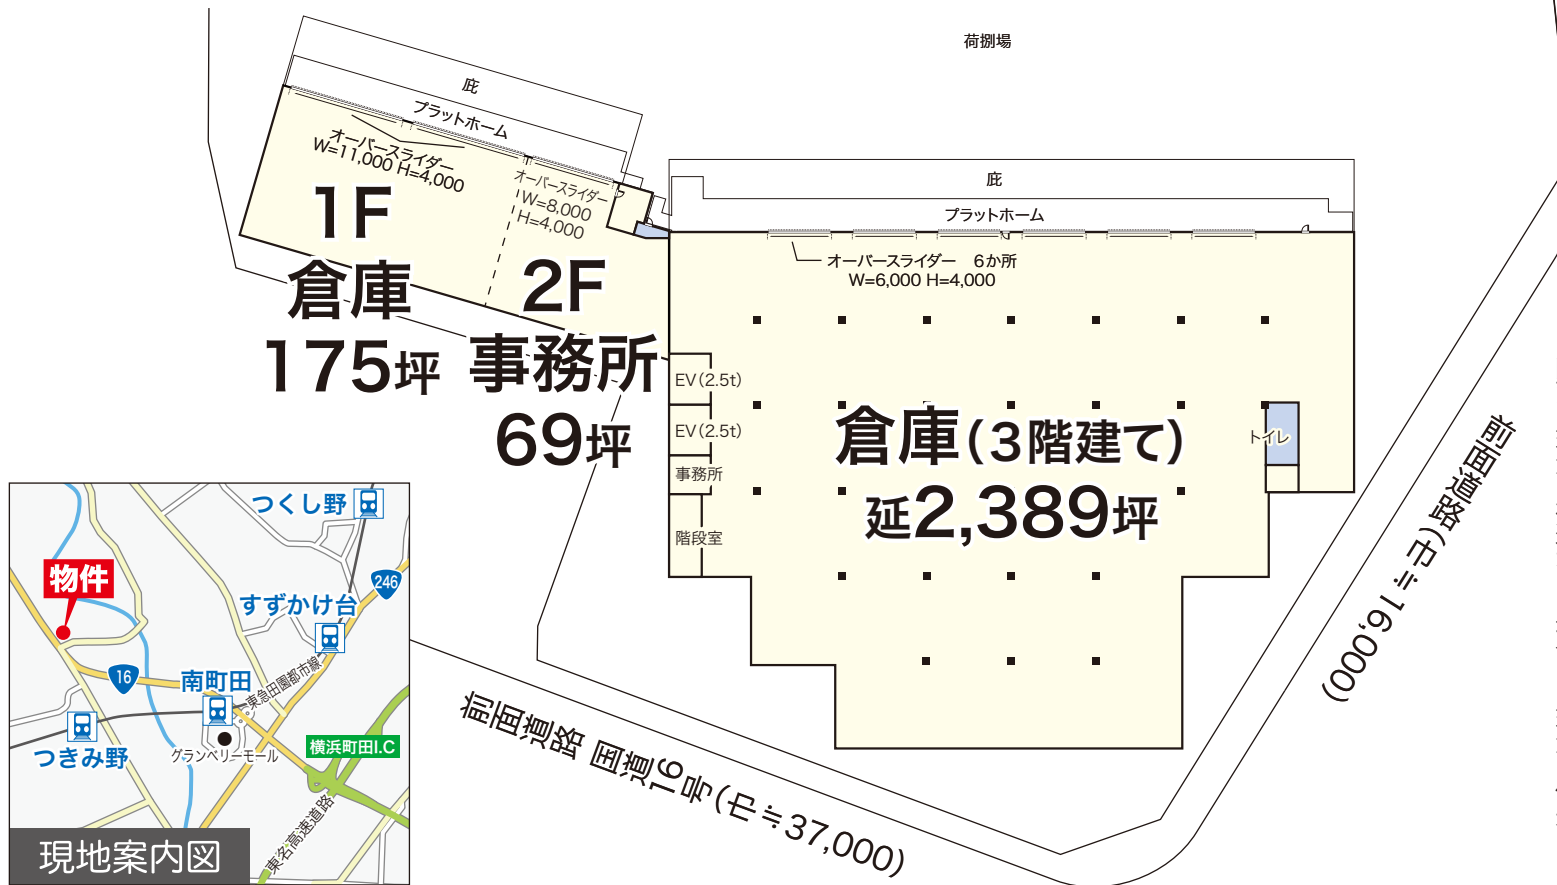 荷捌場
庇
プラットホーム
オーバースライダー
W=11,000 H=4,000
オーバースライダー
W=8,000
H=4,000
1F
倉庫
175坪
2F
事務所
69坪
庇
プラットホーム
オーバースライダー 6か所
W=6,000 H=4,000
EV(2.5t)
EV(2.5t)
事務所
階段室
倉庫(3階建て)
延2,389坪
トイレ
前面道路(巾≒16,000)
前面道路 国道16号(巾≒37,000)
つくし野
物件
246
すずかけ台
16
南町田
東急田園都市線
つきみ野
グランベリーモール
横浜町田I.C
東名高速道路
現地案内図